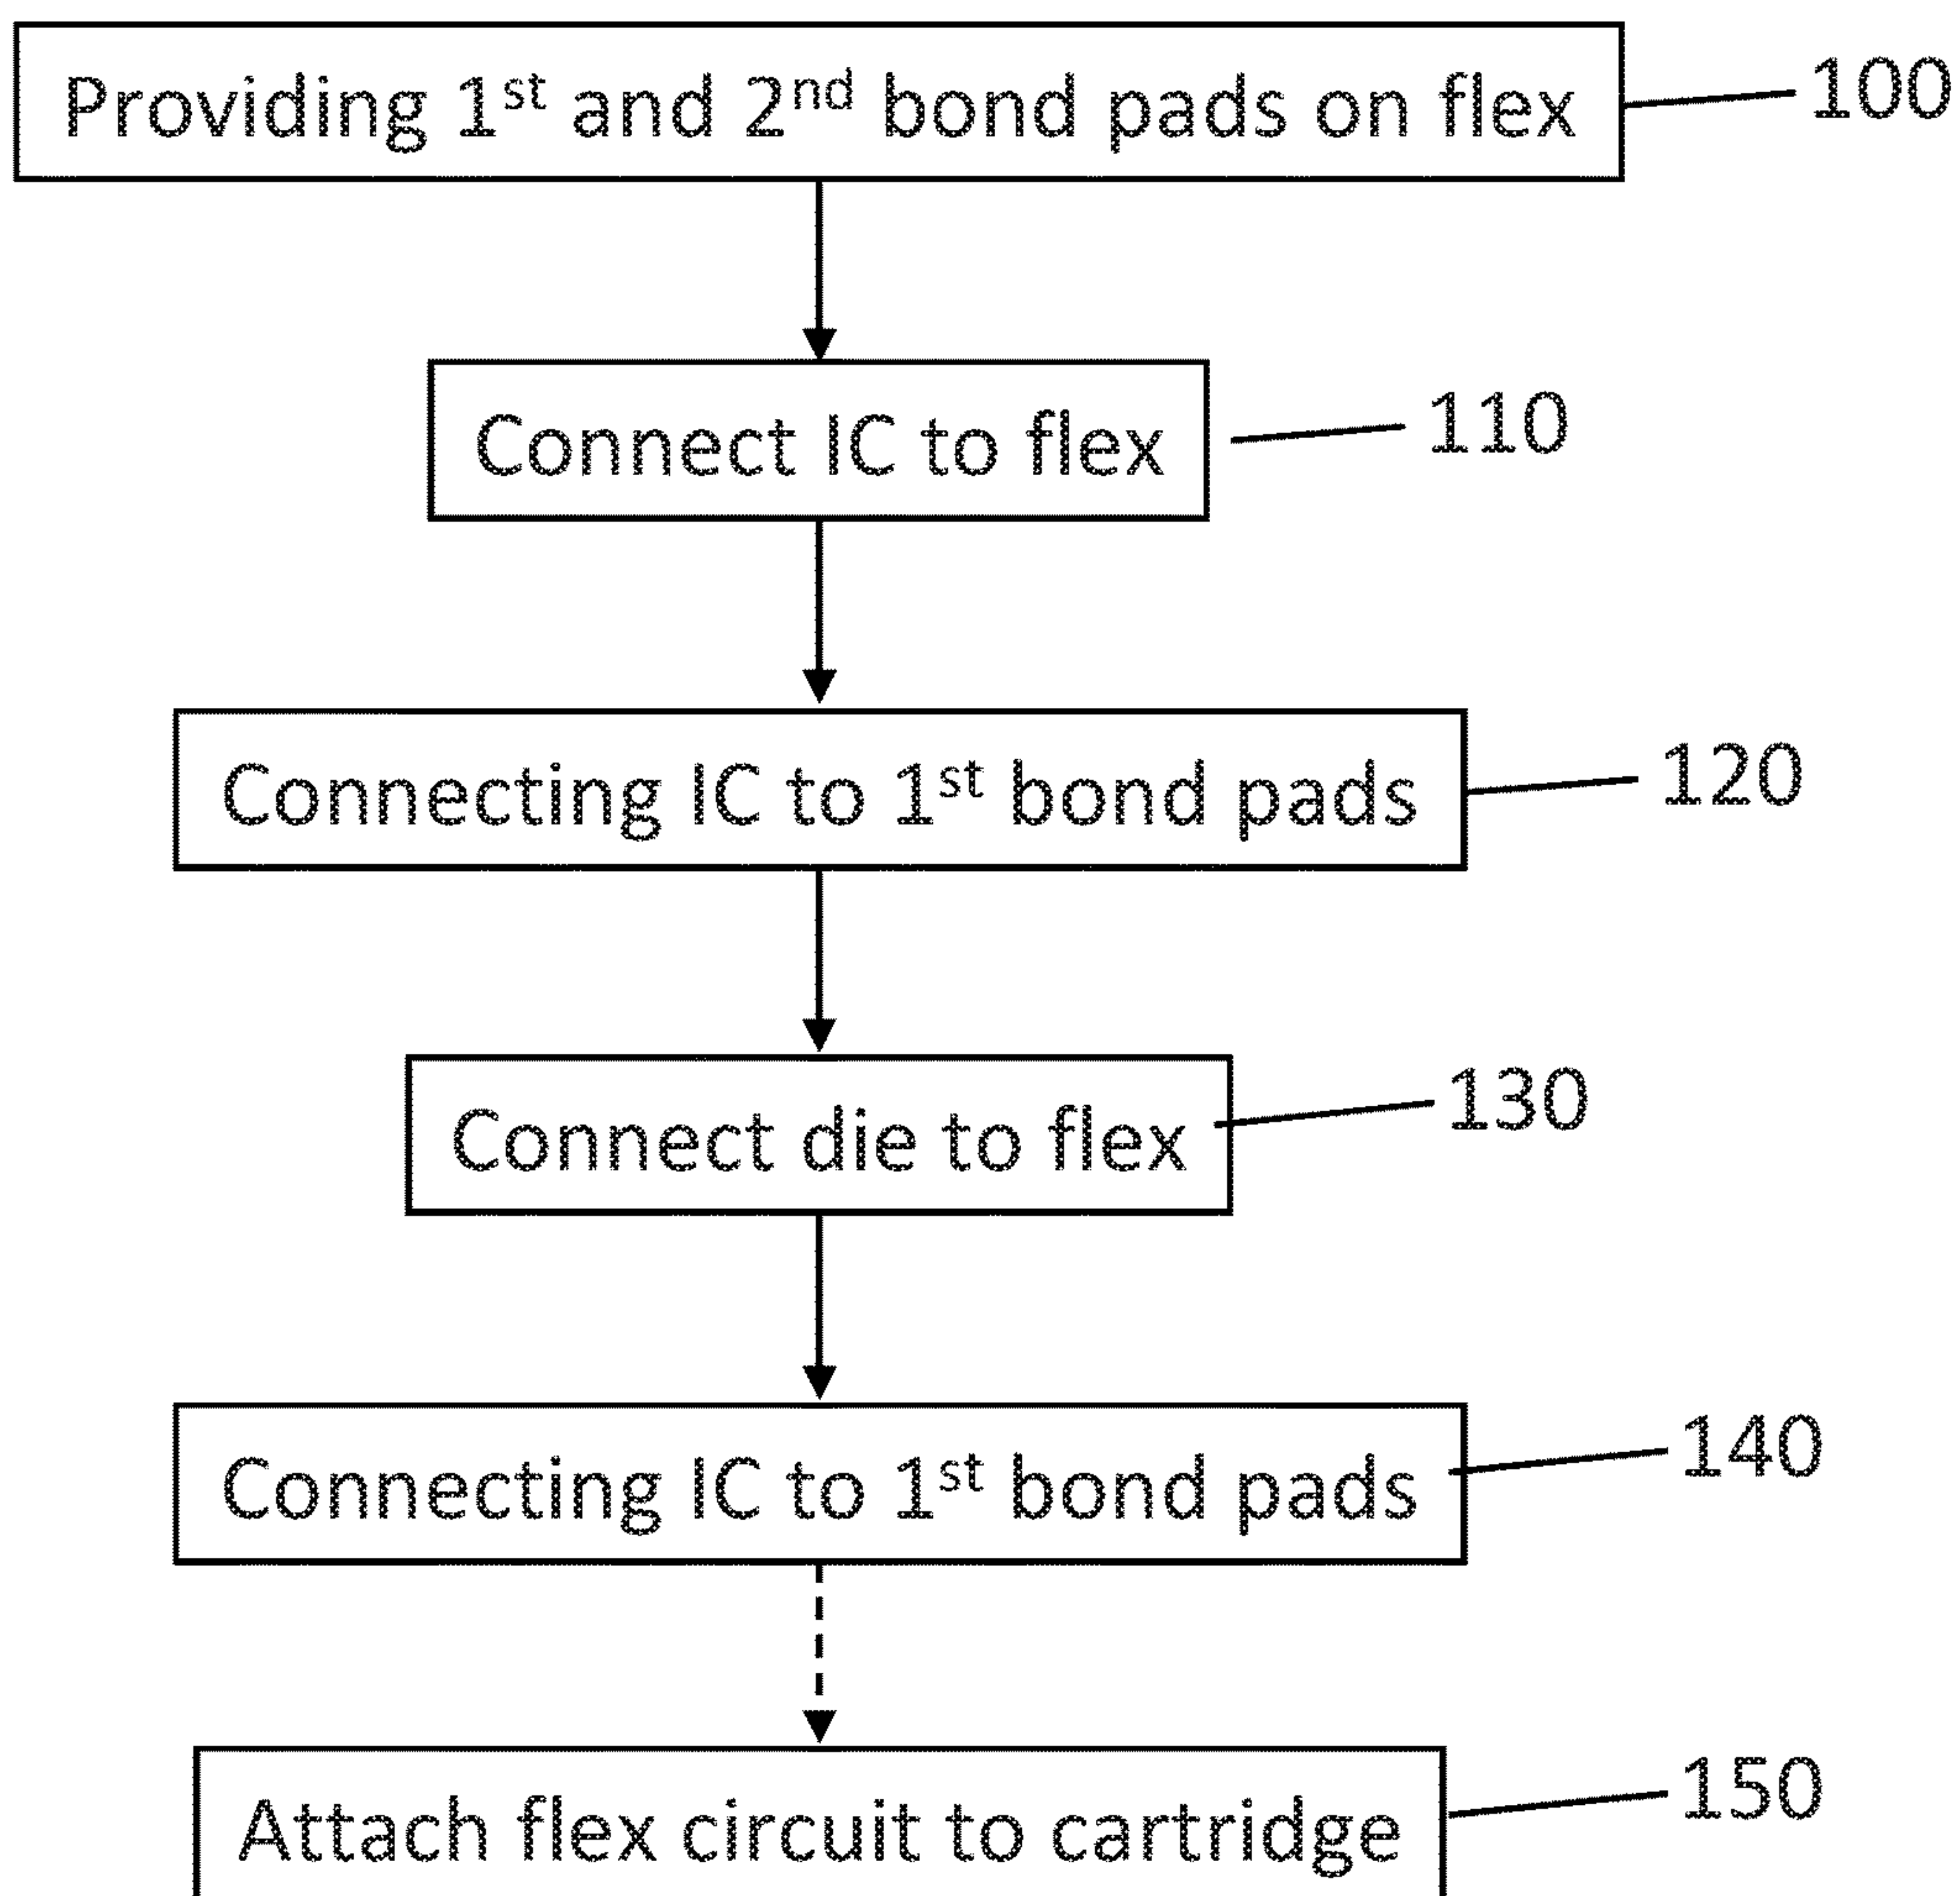 Providing 1st and 2nd bond pads on flex 100
Connect IC to flex 110
Connecting IC to 1st bond pads 120
Connect die to flex 130
Connecting IC to 1st bond pads 140
Attach flex circuit to cartridge 150